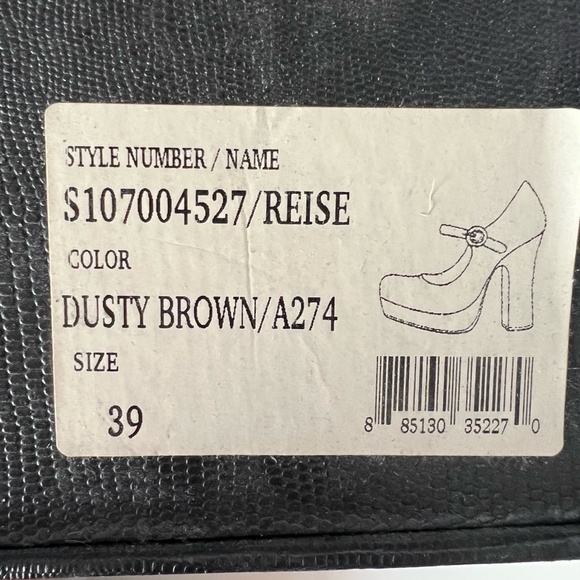 STYLE NUMBER / NAME
S107004527/REISE
COLOR
DUSTY BROWN/A274
SIZE
39
8 85130 35227 0